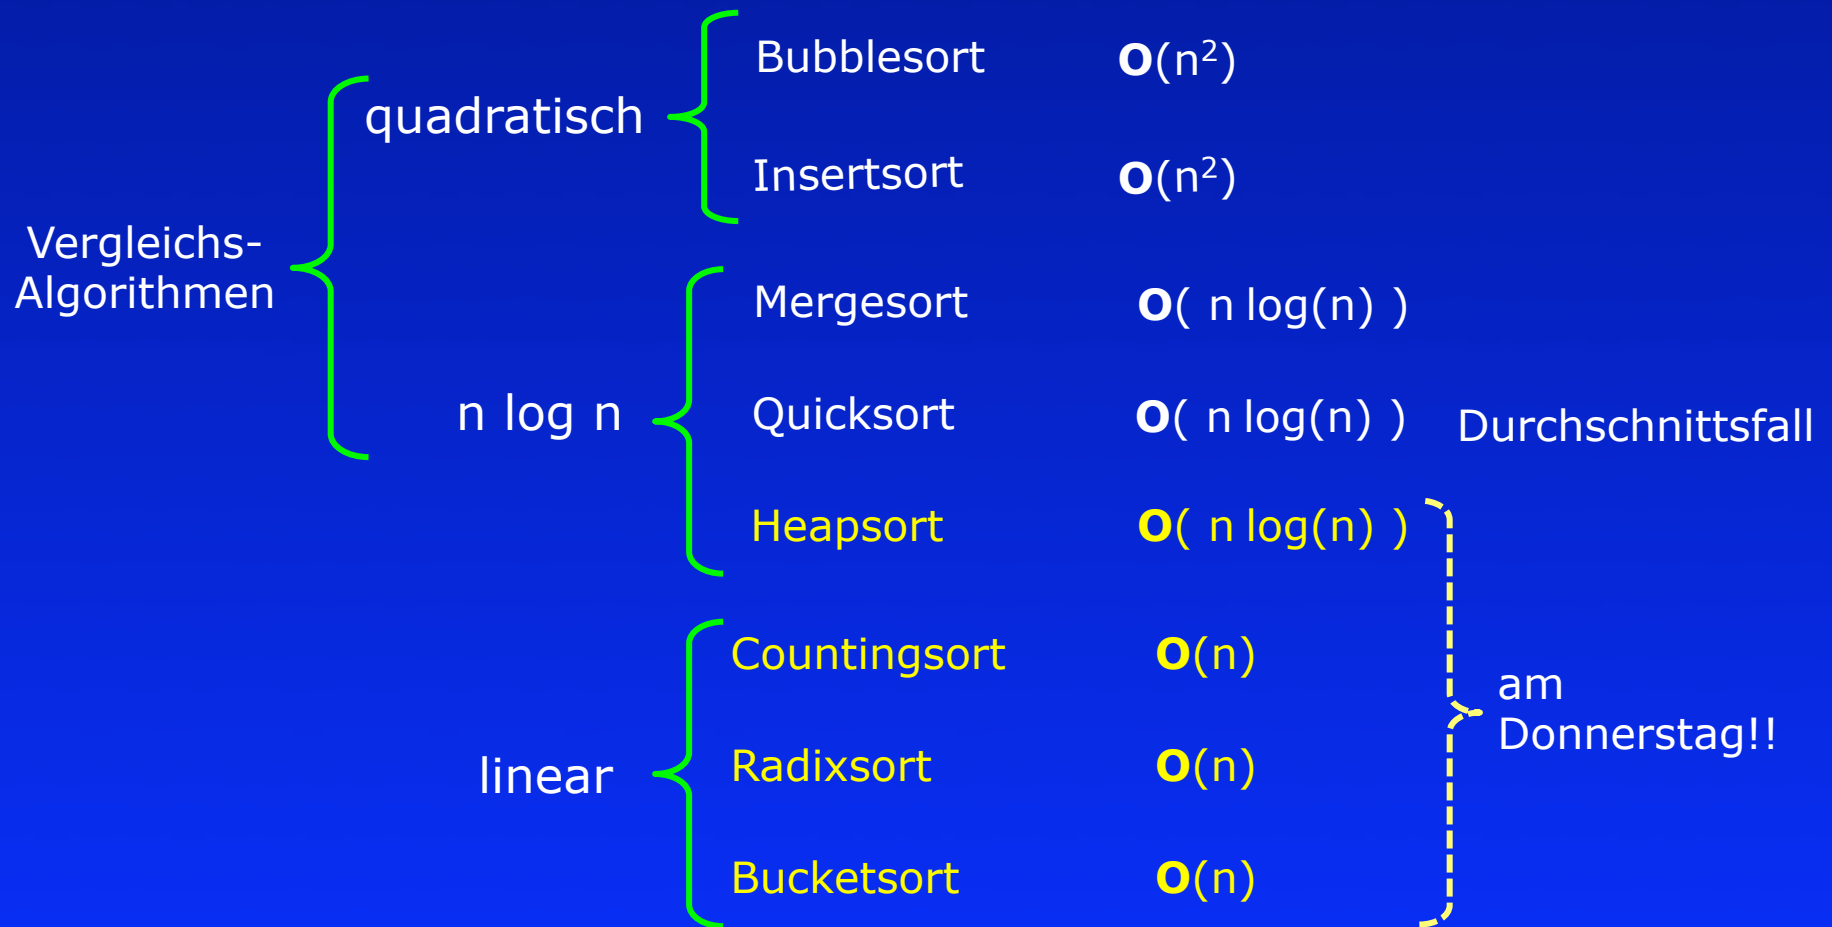 Bubblesort O(n²)
quadratisch
Insertsort O(n²)
Vergleichs-
Algorithmen
Mergesort O( n log(n) )
n log n
Quicksort O( n log(n) ) Durchschnittsfall
Heapsort O( n log(n) )
Countingsort O(n)
am
Donnerstag!!
linear
Radixsort O(n)
Bucketsort O(n)